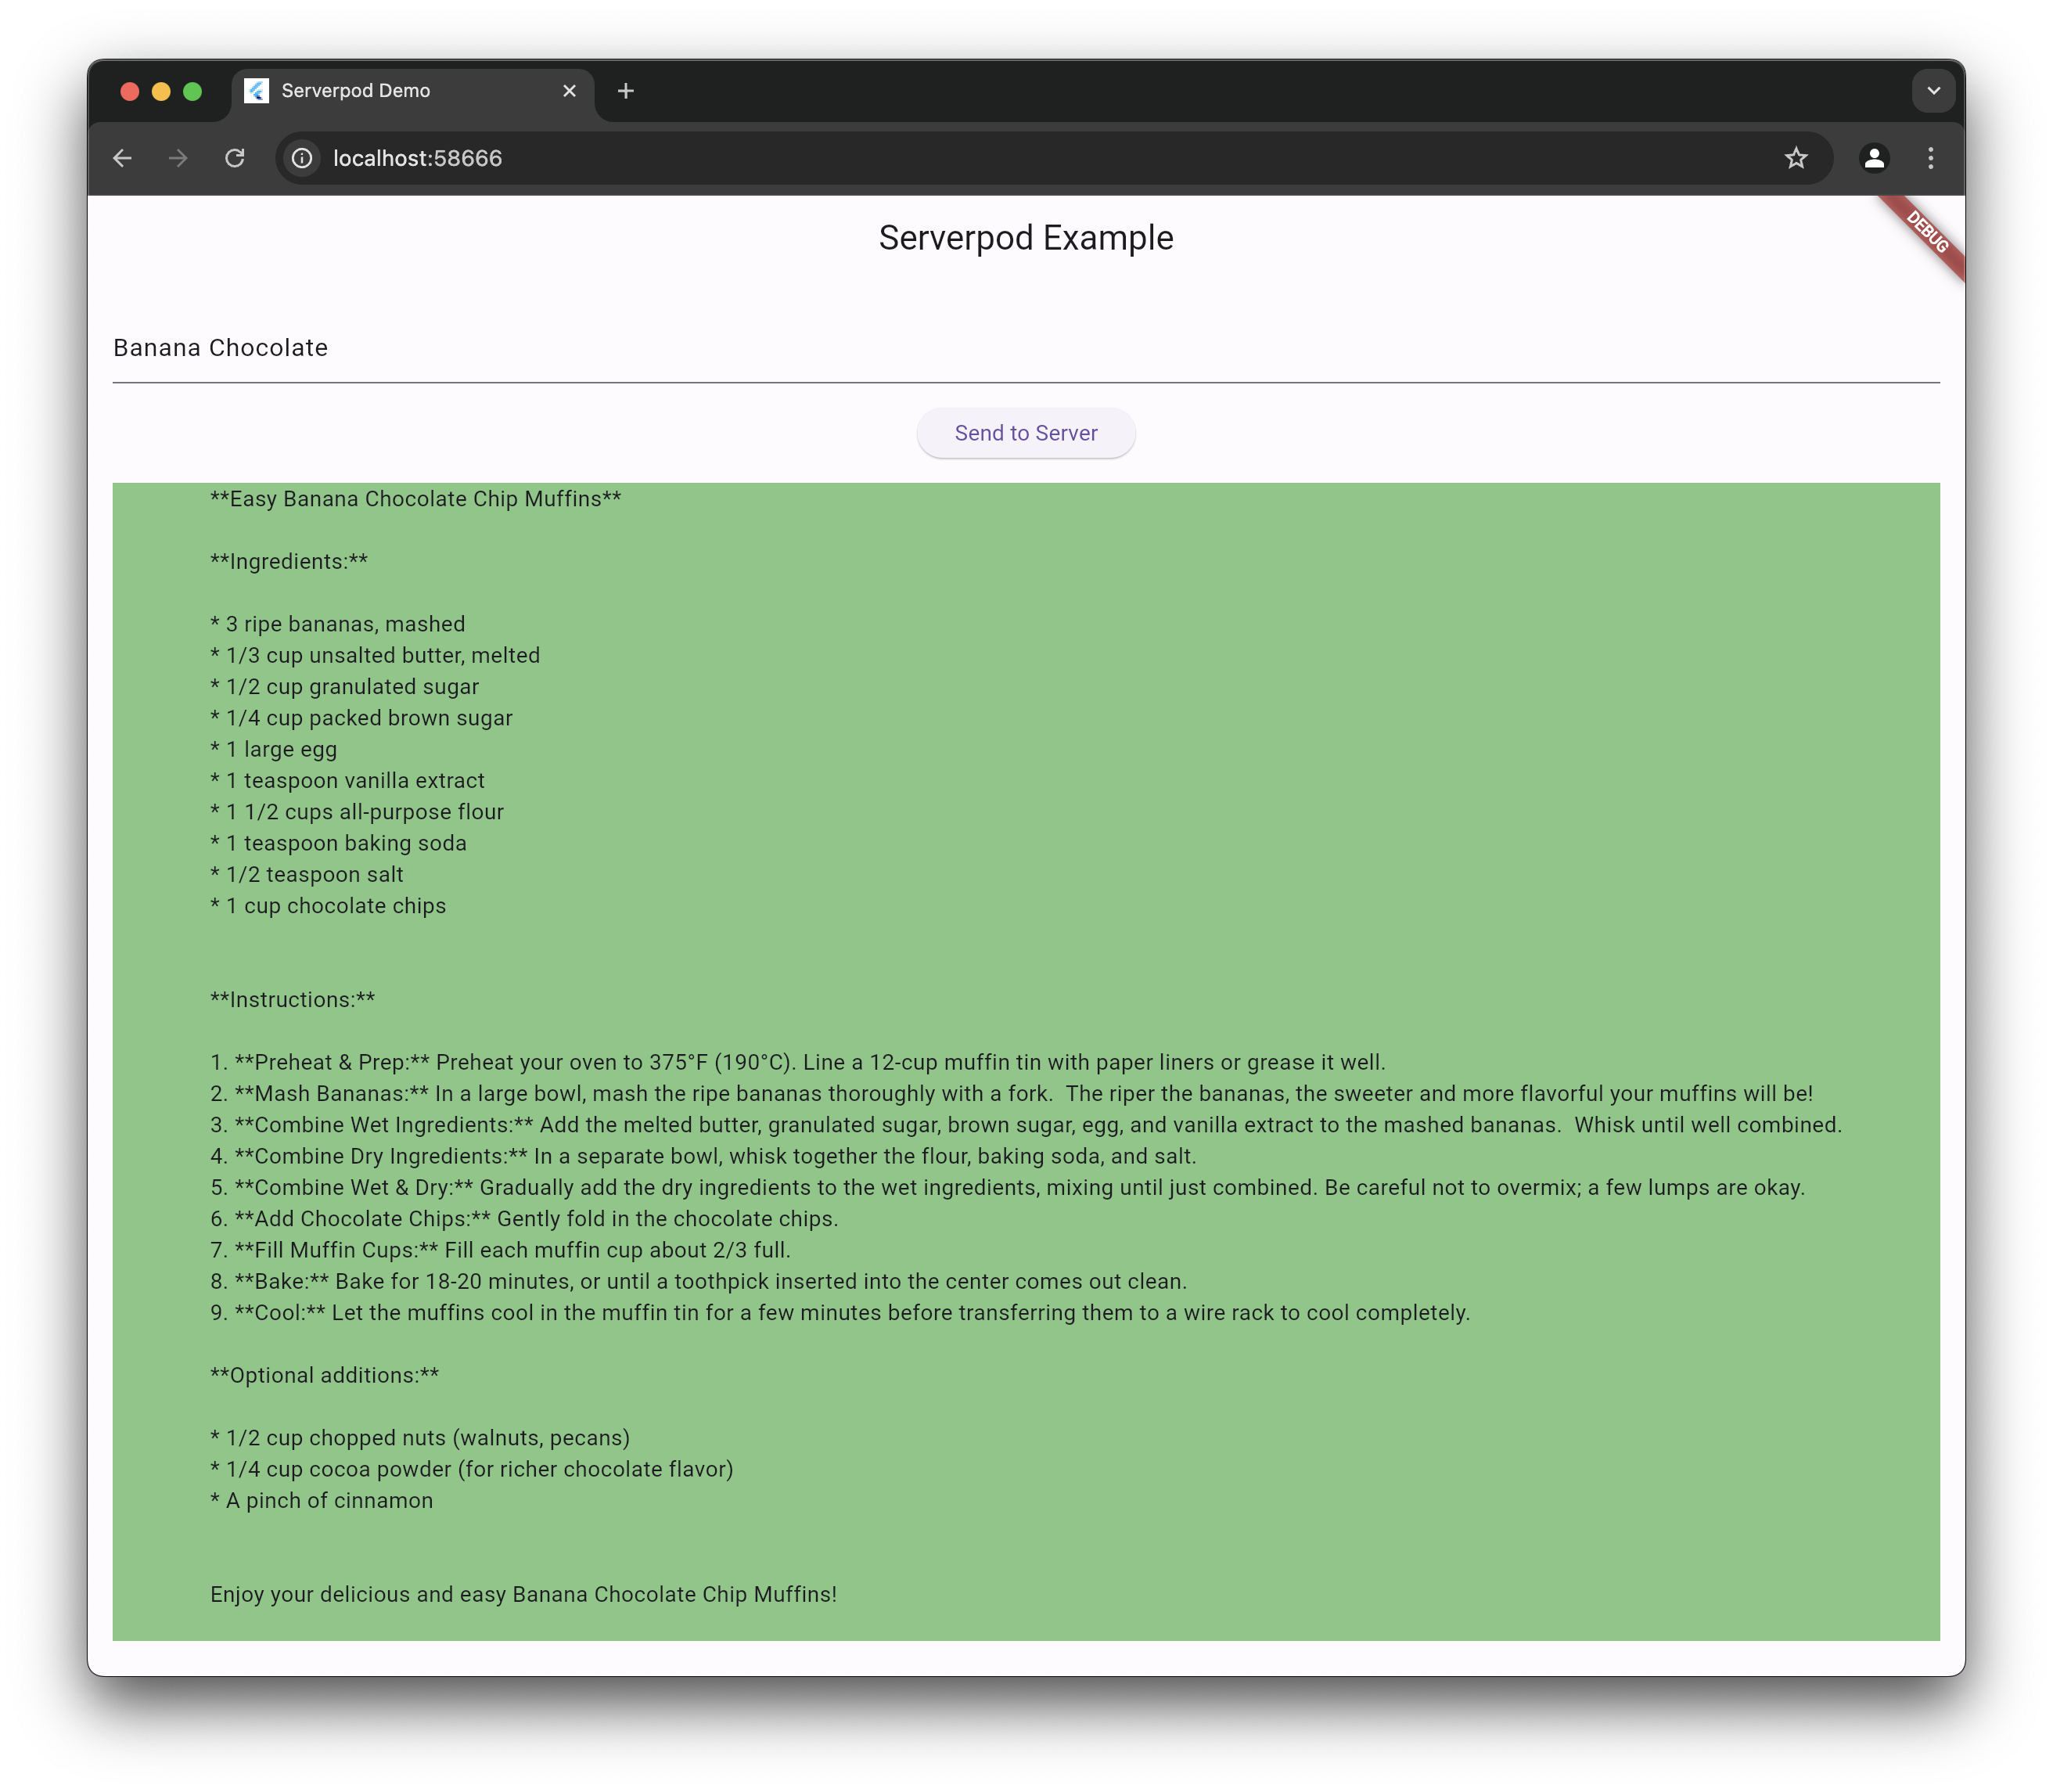 Serverpod Demo
localhost:58666
DEBUG
Serverpod Example
Banana Chocolate
Send to Server
**Easy Banana Chocolate Chip Muffins**
**Ingredients:**
* 3 ripe bananas, mashed
* 1/3 cup unsalted butter, melted
* 1/2 cup granulated sugar
* 1/4 cup packed brown sugar
* 1 large egg
* 1 teaspoon vanilla extract
* 1 1/2 cups all-purpose flour
* 1 teaspoon baking soda
* 1/2 teaspoon salt
* 1 cup chocolate chips
**Instructions:**
1. **Preheat & Prep:** Preheat your oven to 375°F (190°C). Line a 12-cup muffin tin with paper liners or grease it well.
2. **Mash Bananas:** In a large bowl, mash the ripe bananas thoroughly with a fork.  The riper the bananas, the sweeter and more flavorful your muffins will be!
3. **Combine Wet Ingredients:** Add the melted butter, granulated sugar, brown sugar, egg, and vanilla extract to the mashed bananas.  Whisk until well combined.
4. **Combine Dry Ingredients:** In a separate bowl, whisk together the flour, baking soda, and salt.
5. **Combine Wet & Dry:** Gradually add the dry ingredients to the wet ingredients, mixing until just combined. Be careful not to overmix; a few lumps are okay.
6. **Add Chocolate Chips:** Gently fold in the chocolate chips.
7. **Fill Muffin Cups:** Fill each muffin cup about 2/3 full.
8. **Bake:** Bake for 18-20 minutes, or until a toothpick inserted into the center comes out clean.
9. **Cool:** Let the muffins cool in the muffin tin for a few minutes before transferring them to a wire rack to cool completely.
**Optional additions:**
* 1/2 cup chopped nuts (walnuts, pecans)
* 1/4 cup cocoa powder (for richer chocolate flavor)
* A pinch of cinnamon
Enjoy your delicious and easy Banana Chocolate Chip Muffins!